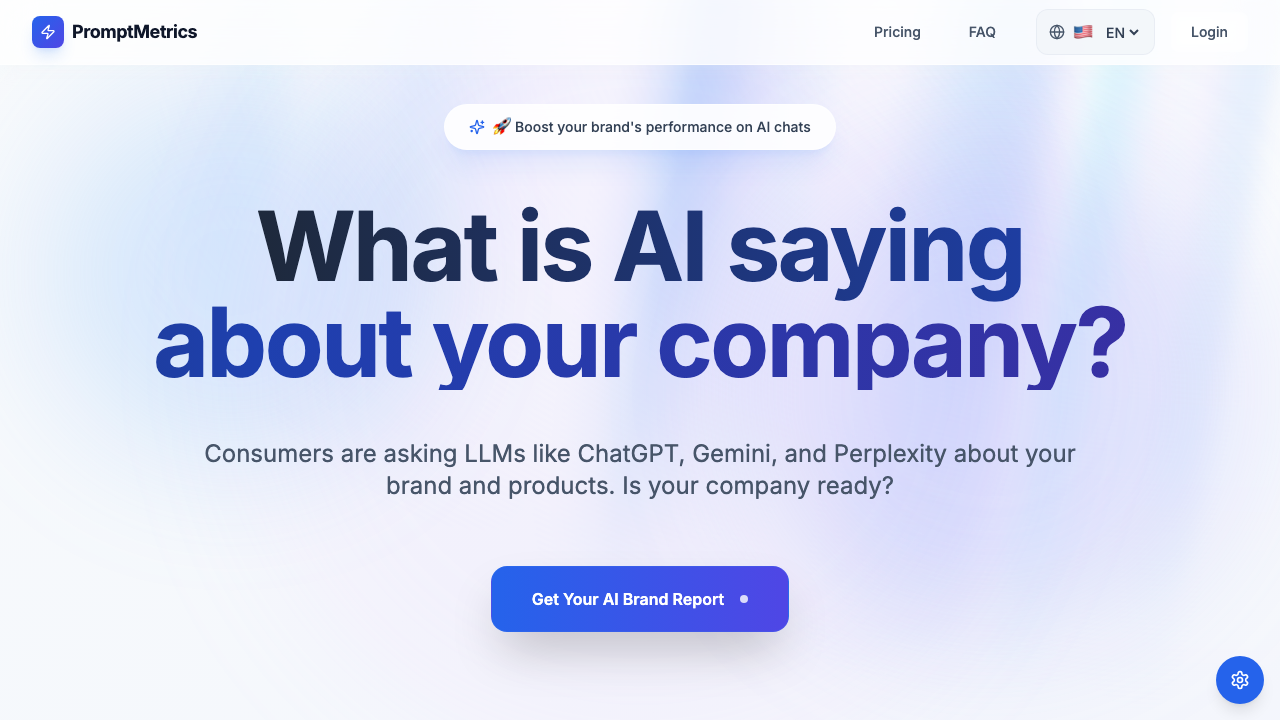 PromptMetrics
Pricing
FAQ
🇺🇸 EN
Login
🚀 Boost your brand's performance on AI chats
What is AI saying
about your company?
Consumers are asking LLMs like ChatGPT, Gemini, and Perplexity about your
brand and products. Is your company ready?
Get Your AI Brand Report